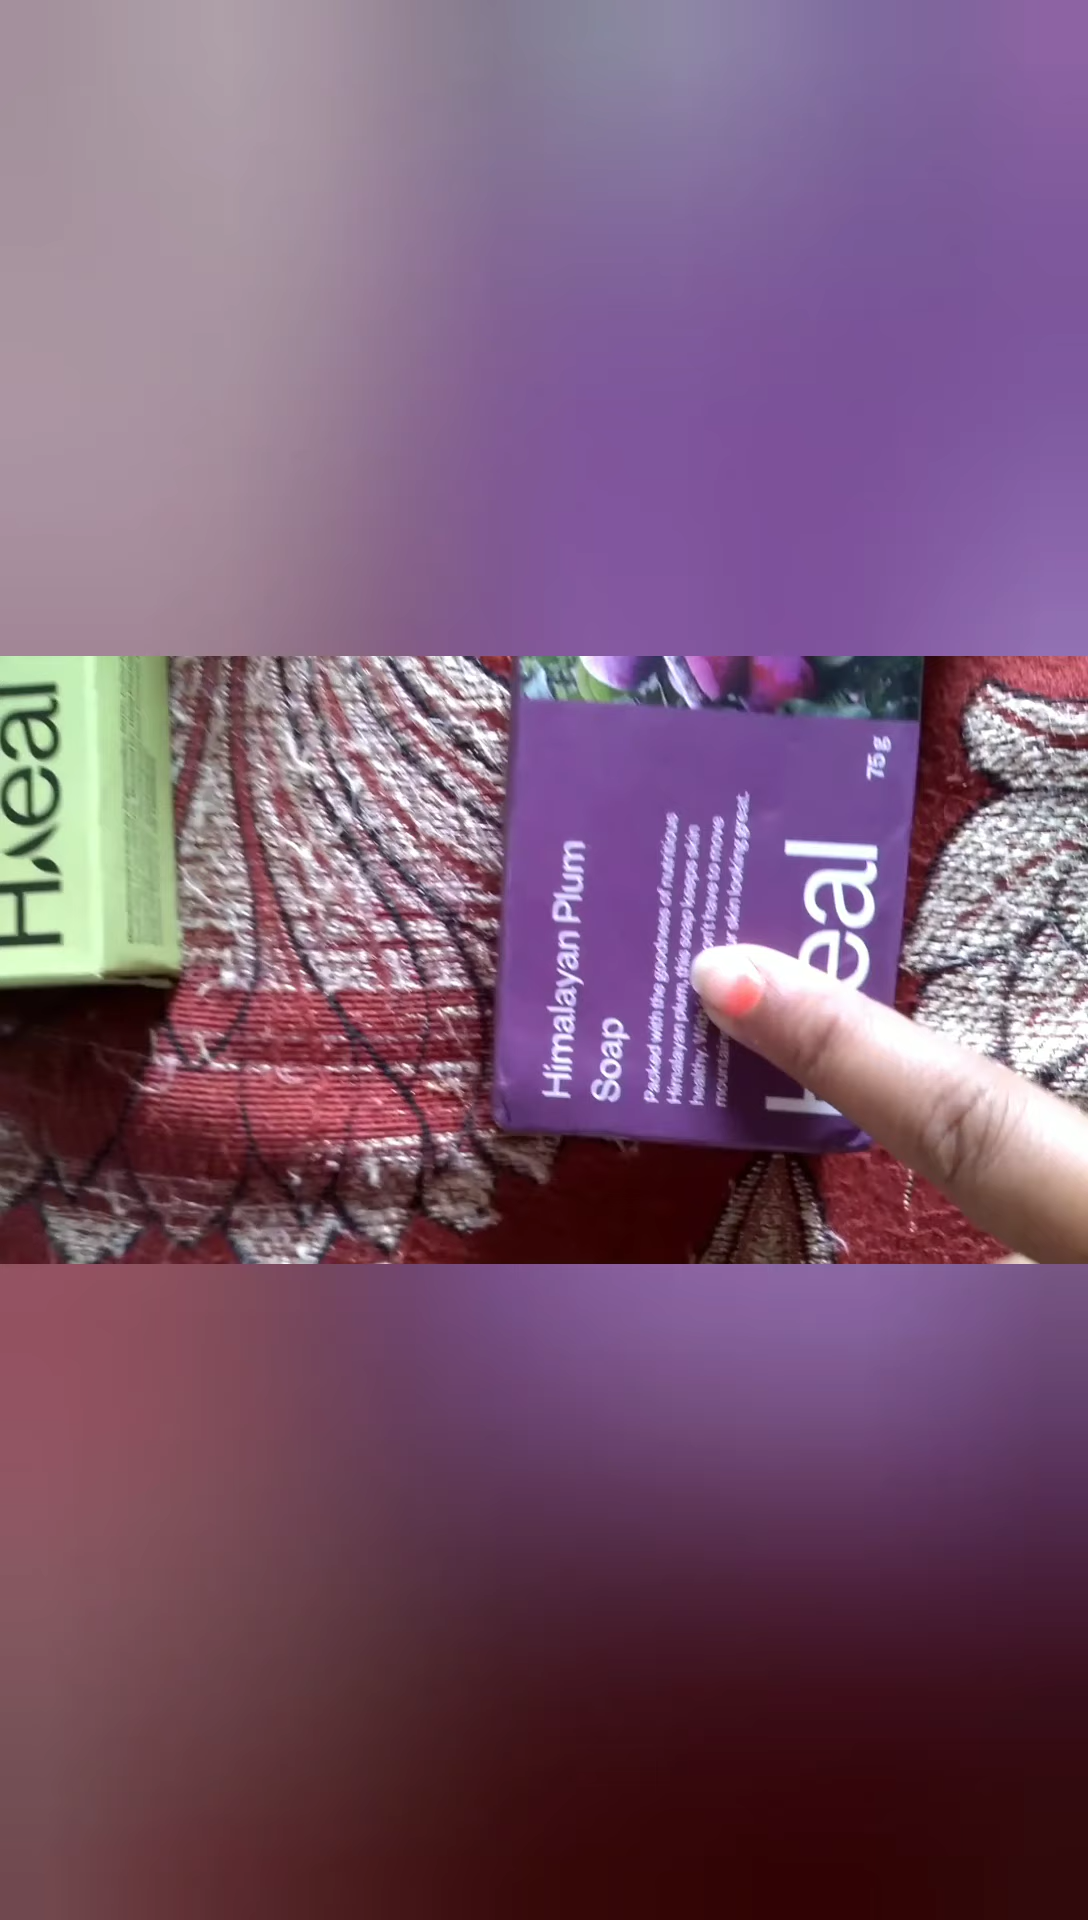 Heal
Himalayan Plum
Soap
Packed with the goodness of nutritious
Himalayan plum, this soap keeps skin
healthy. have to move
skin looking great.
eal
75 g